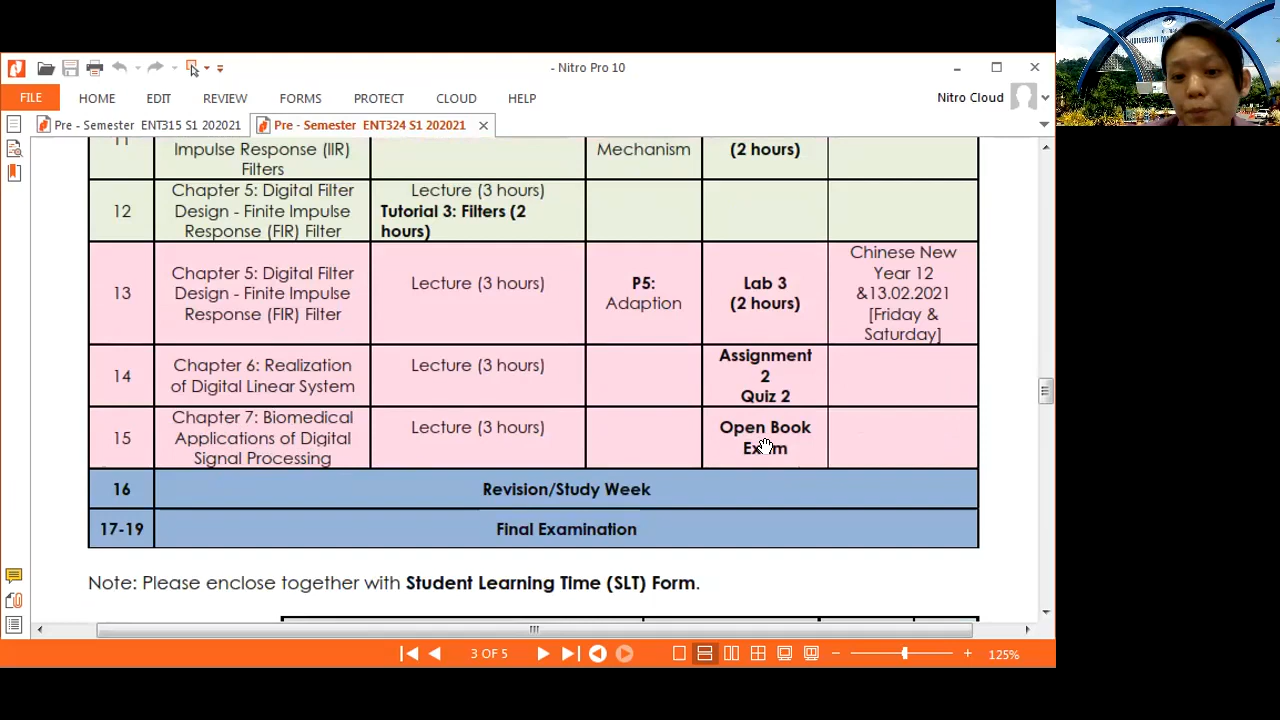 - Nitro Pro 10
FILE
HOME
EDIT
REVIEW
FORMS
PROTECT
CLOUD
HELP
Nitro Cloud
Pre - Semester ENT315 S1 202021
Pre - Semester ENT324 S1 202021
11
Impulse Response (IIR)
Filters
Mechanism
(2 hours)
12
Chapter 5: Digital Filter
Design - Finite Impulse
Response (FIR) Filter
Lecture (3 hours)
Tutorial 3: Filters (2
hours)
13
Chapter 5: Digital Filter
Design - Finite Impulse
Response (FIR) Filter
Lecture (3 hours)
P5:
Adaption
Lab 3
(2 hours)
Chinese New
Year 12
&13.02.2021
[Friday &
Saturday]
14
Chapter 6: Realization
of Digital Linear System
Lecture (3 hours)
Assignment
2
Quiz 2
15
Chapter 7: Biomedical
Applications of Digital
Signal Processing
Lecture (3 hours)
Open Book
Exam
16
Revision/Study Week
17-19
Final Examination
Note: Please enclose together with Student Learning Time (SLT) Form.
3 OF 5
125%